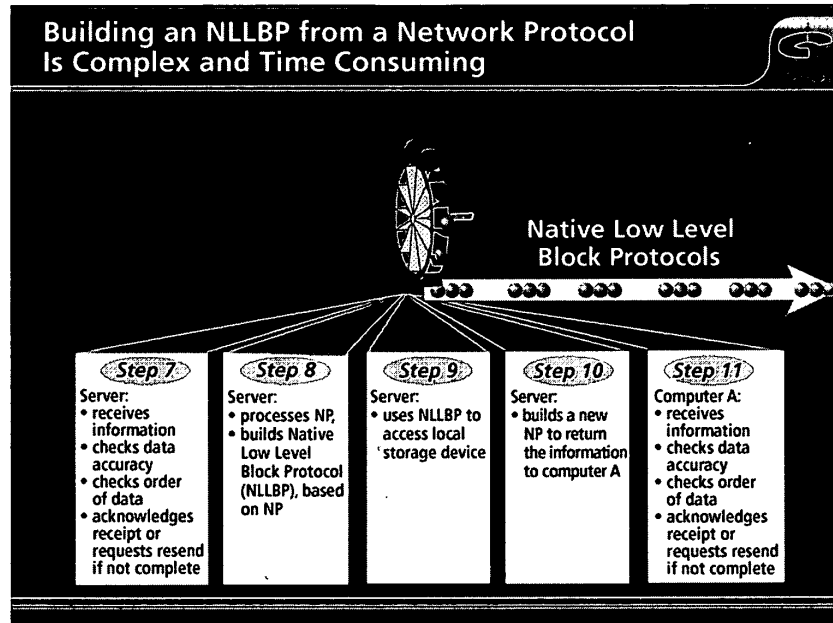 Building an NLLBP from a Network Protocol
Is Complex and Time Consuming
Native Low Level
Block Protocols
Step 7
Server:
• receives
information
• checks data
accuracy
• checks order
of data
• acknowledges
receipt or
requests resend
if not complete
Step 8
Server:
• processes NP,
• builds Native
Low Level
Block Protocol
(NLLBP), based
on NP
Step 9
Server:
• uses NLLBP to
access local
storage device
Step 10
Server:
• builds a new
NP to return
the information
to computer A
Step 11
Computer A:
• receives
information
• checks data
accuracy
• checks order
of data
• acknowledges
receipt or
requests resend
if not complete